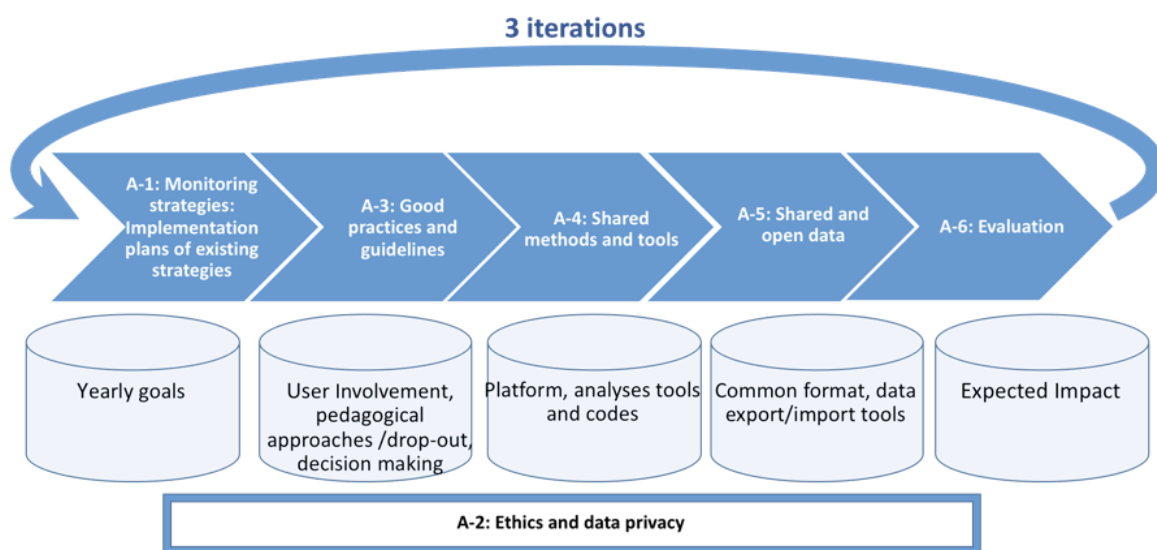 3 iterations
A-1: Monitoring
strategies:
Implementation
plans of existing
strategies
A-3: Good
practices and
guidelines
A-4: Shared
methods and tools
A-5: Shared and
open data
A-6: Evaluation
Yearly goals
User Involvement,
pedagogical
approaches /drop-out,
decision making
Platform, analyses tools
and codes
Common format, data
export/import tools
Expected Impact
A-2: Ethics and data privacy